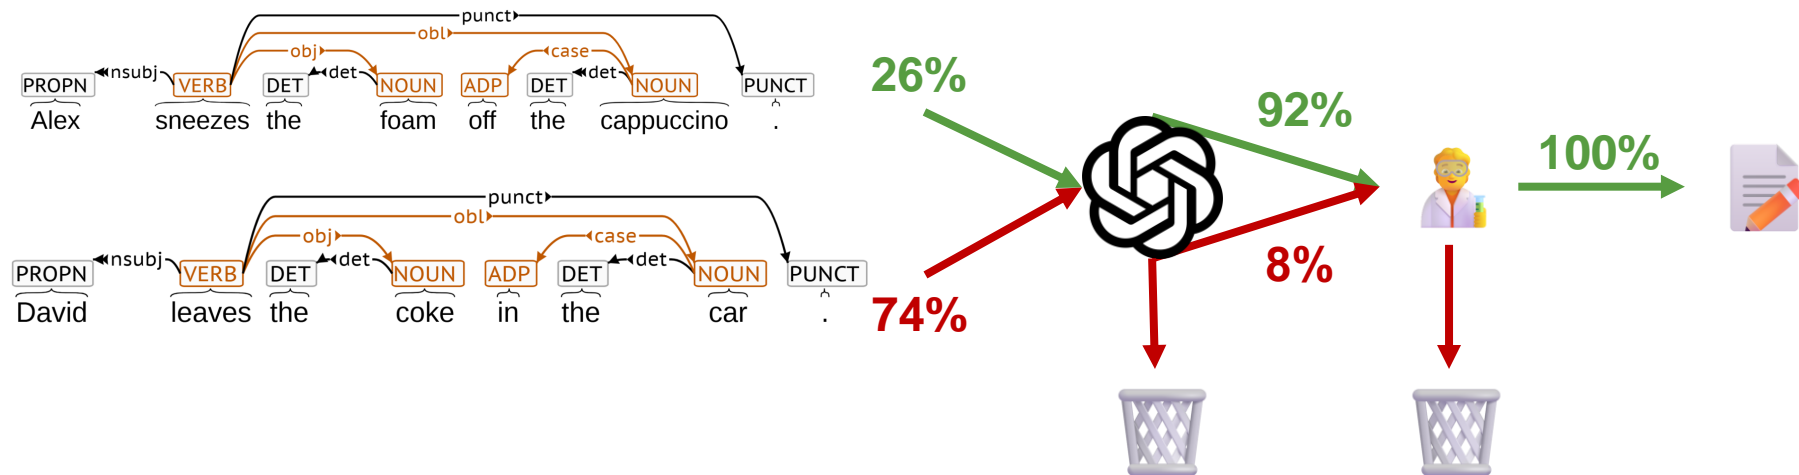 punct
obl
obj case
nsubj det det
PROPN VERB DET NOUN ADP DET NOUN PUNCT
Alex sneezes the foam off the cappuccino .
punct
obl
obj case
nsubj det det
PROPN VERB DET NOUN ADP DET NOUN PUNCT
David leaves the coke in the car .
26%
74%
92%
8%
100%